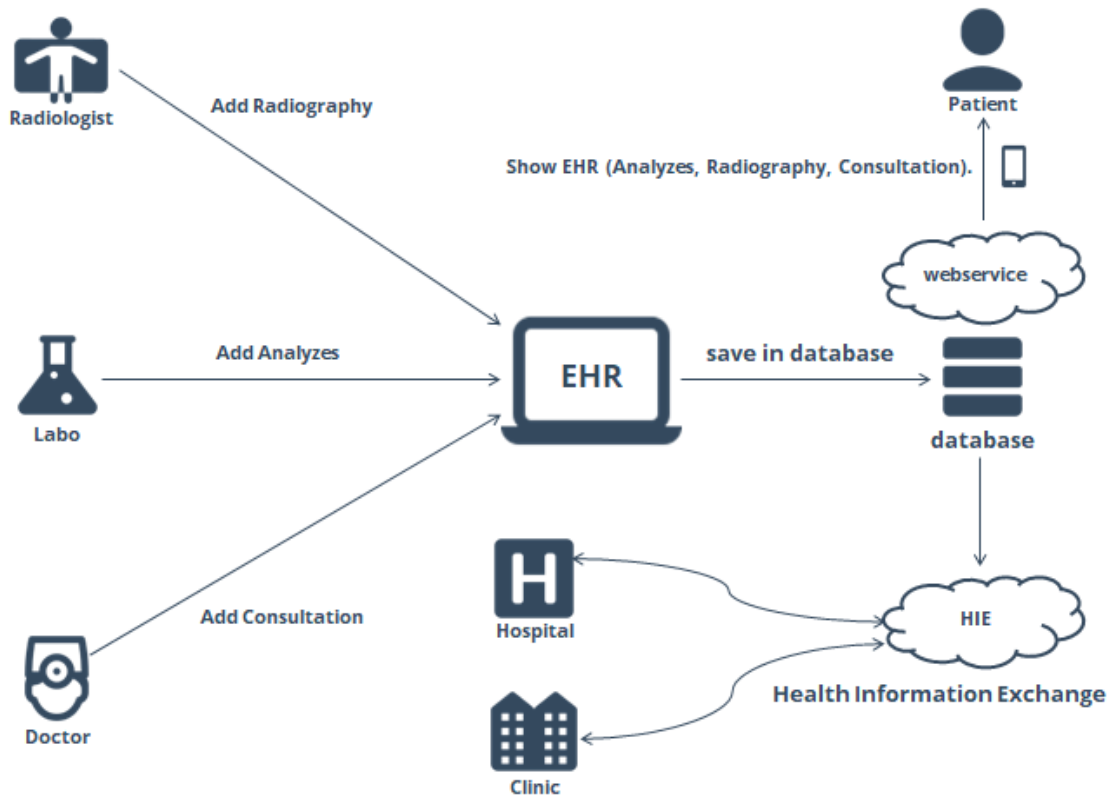 Radiologist
Add Radiography
Patient
Show EHR (Analyzes, Radiography, Consultation).
webservice
Labo
Add Analyzes
EHR
save in database
database
Doctor
Add Consultation
H
Hospital
Clinic
HIE
Health Information Exchange